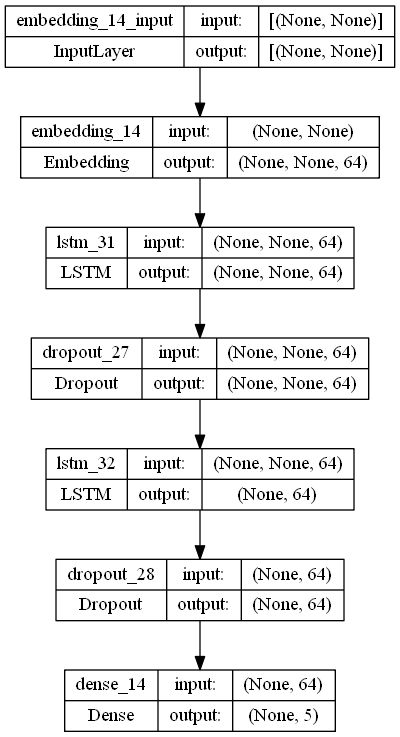 embedding_14_input input: [(None, None)]
InputLayer output: [(None, None)]
embedding_14 input: (None, None)
Embedding output: (None, None, 64)
lstm_31 input: (None, None, 64)
LSTM output: (None, None, 64)
dropout_27 input: (None, None, 64)
Dropout output: (None, None, 64)
lstm_32 input: (None, None, 64)
LSTM output: (None, 64)
dropout_28 input: (None, 64)
Dropout output: (None, 64)
dense_14 input: (None, 64)
Dense output: (None, 5)